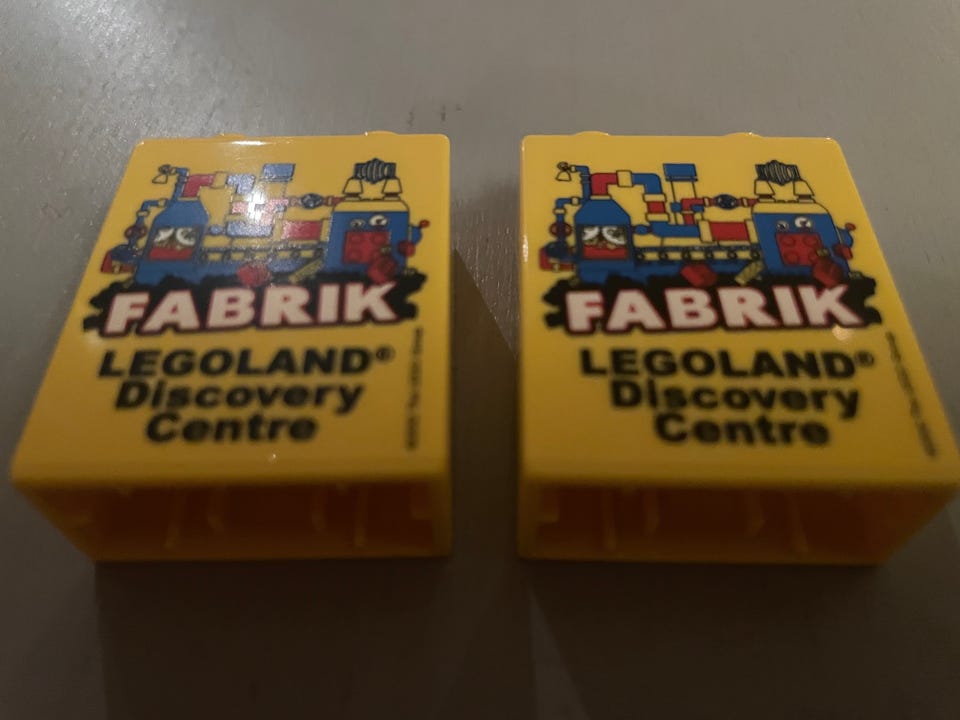 FABRIK
LEGOLAND®
Discovery
Centre
FABRIK
LEGOLAND®
Discovery
Centre